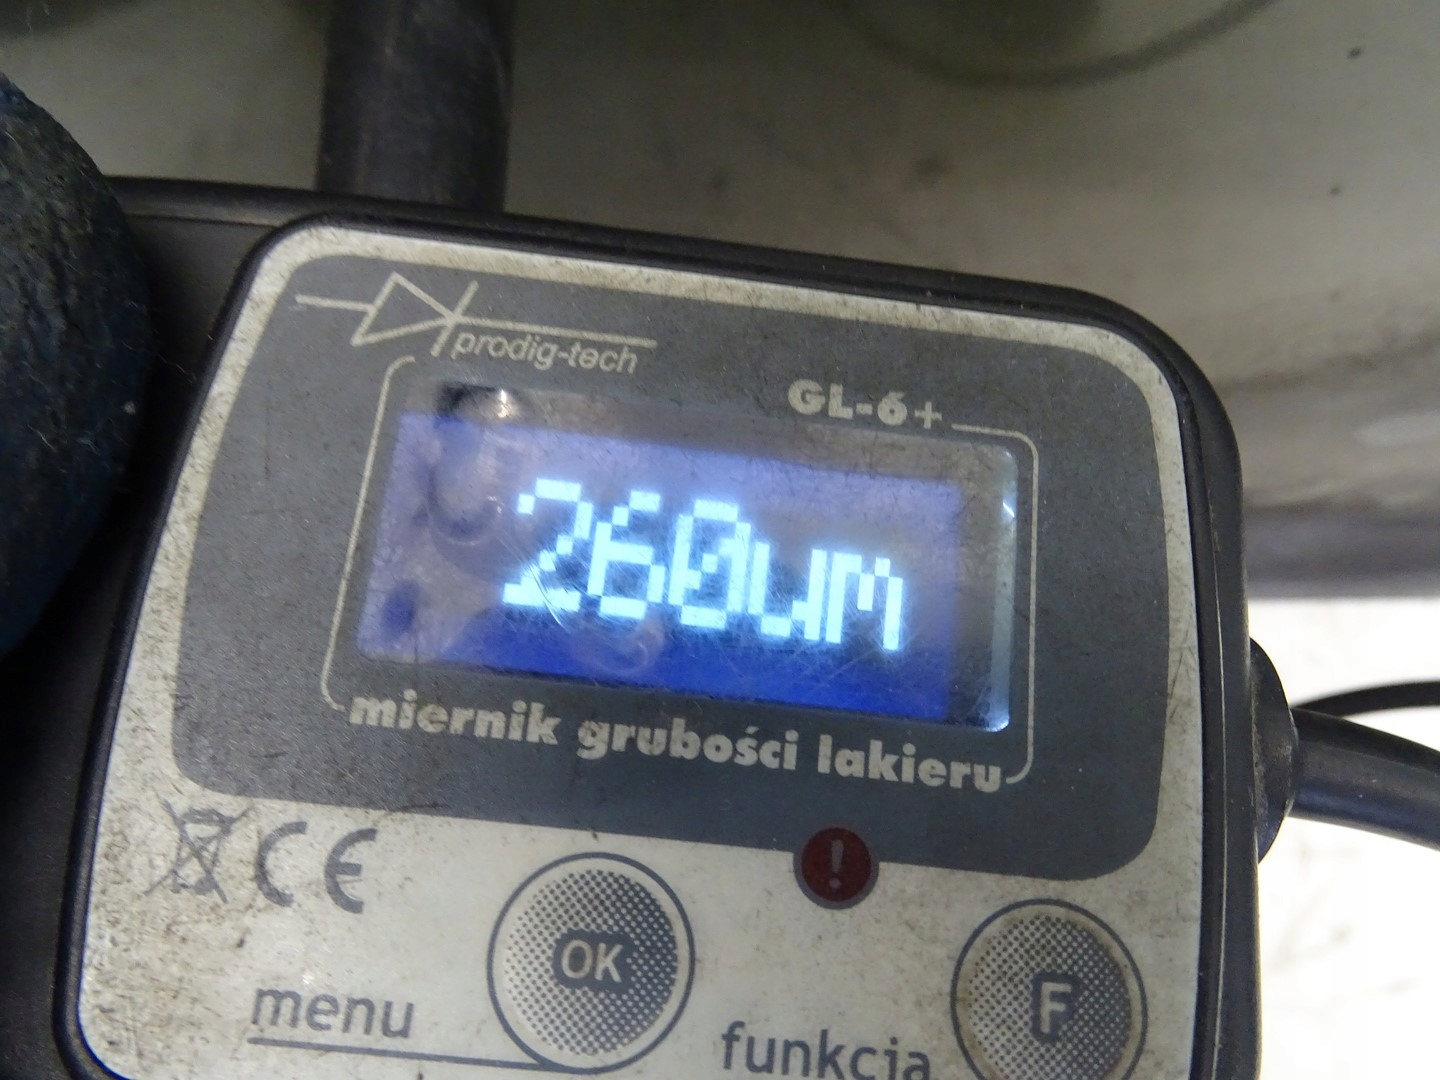 prodig-tech
GL-6+
260um
miernik grubości lakieru
CE
!
OK
F
menu
funkcja